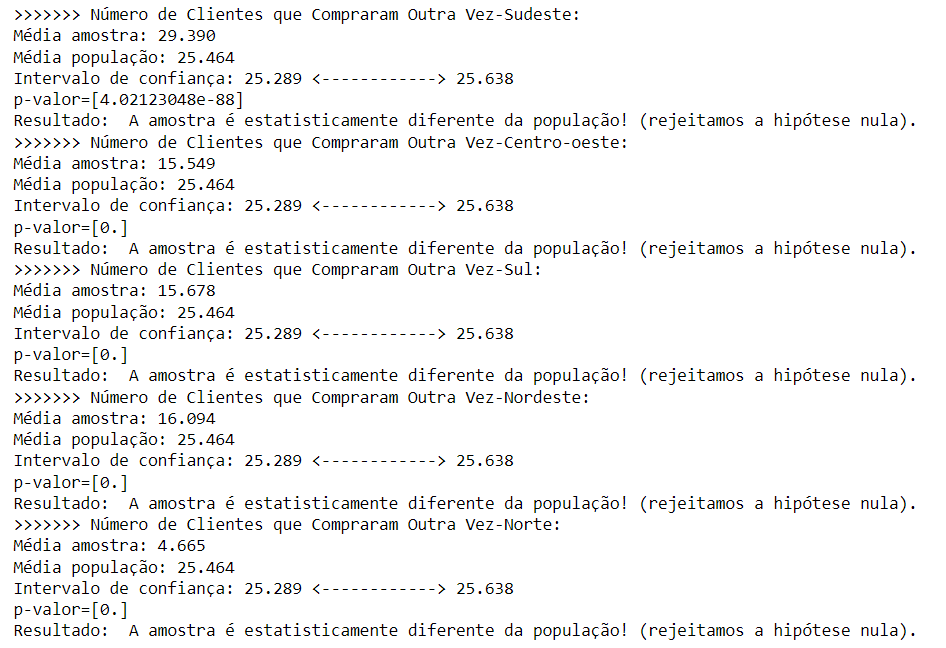 >>>>>>> Número de Clientes que Compraram Outra Vez-Sudeste:
Média amostra: 29.390
Média população: 25.464
Intervalo de confiança: 25.289 <------------> 25.638
p-valor=[4.02123048e-88]
Resultado:  A amostra é estatisticamente diferente da população! (rejeitamos a hipótese nula).
>>>>>>> Número de Clientes que Compraram Outra Vez-Centro-oeste:
Média amostra: 15.549
Média população: 25.464
Intervalo de confiança: 25.289 <------------> 25.638
p-valor=[0.]
Resultado:  A amostra é estatisticamente diferente da população! (rejeitamos a hipótese nula).
>>>>>>> Número de Clientes que Compraram Outra Vez-Sul:
Média amostra: 15.678
Média população: 25.464
Intervalo de confiança: 25.289 <------------> 25.638
p-valor=[0.]
Resultado:  A amostra é estatisticamente diferente da população! (rejeitamos a hipótese nula).
>>>>>>> Número de Clientes que Compraram Outra Vez-Nordeste:
Média amostra: 16.094
Média população: 25.464
Intervalo de confiança: 25.289 <------------> 25.638
p-valor=[0.]
Resultado:  A amostra é estatisticamente diferente da população! (rejeitamos a hipótese nula).
>>>>>>> Número de Clientes que Compraram Outra Vez-Norte:
Média amostra: 4.665
Média população: 25.464
Intervalo de confiança: 25.289 <------------> 25.638
p-valor=[0.]
Resultado:  A amostra é estatisticamente diferente da população! (rejeitamos a hipótese nula).